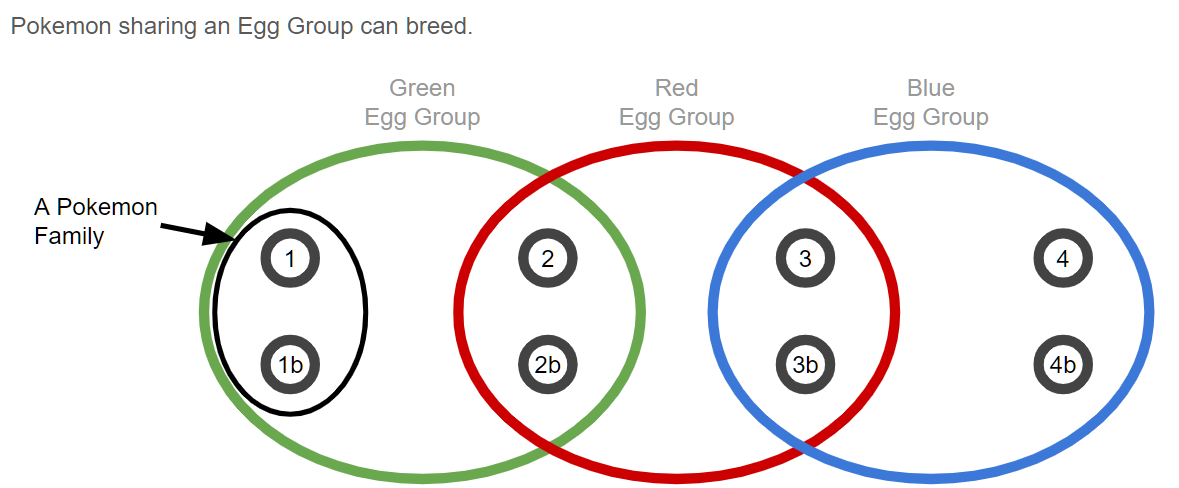 Pokemon sharing an Egg Group can breed.
Green
Egg Group
Red
Egg Group
Blue
Egg Group
A Pokemon
Family
1
2
3
4
1b
2b
3b
4b